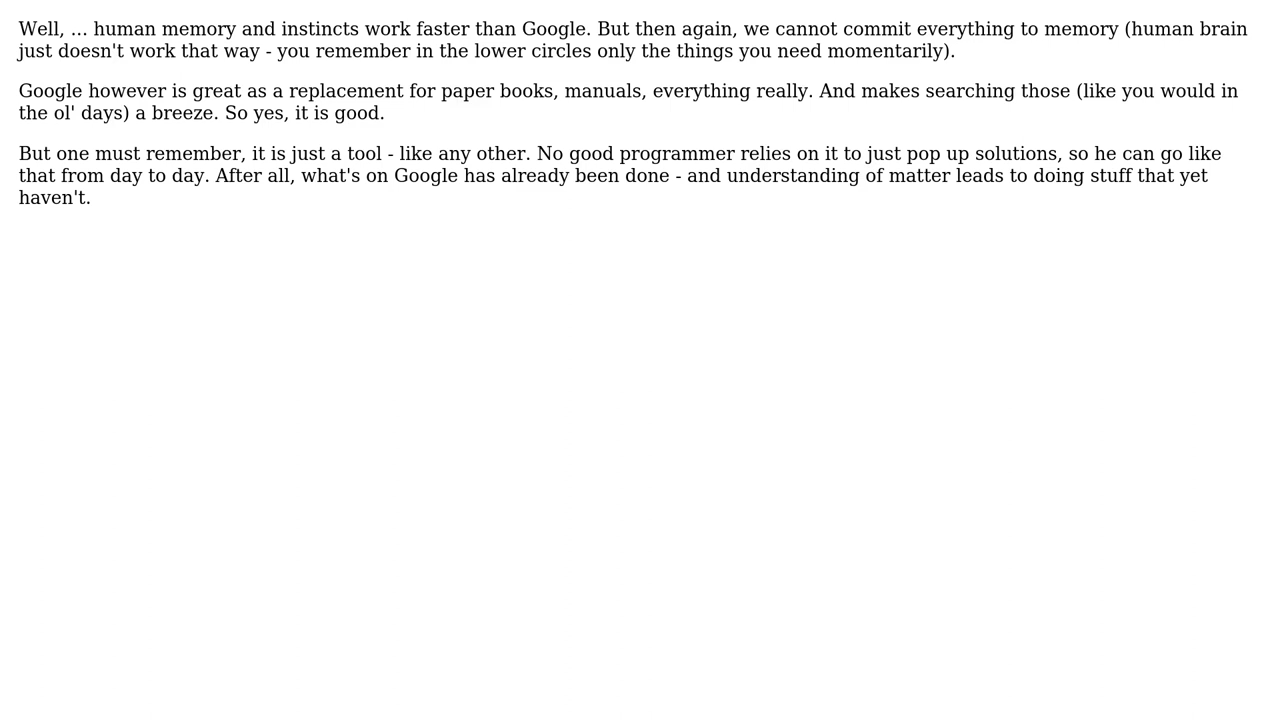 Well, ... human memory and instincts work faster than Google. But then again, we cannot commit everything to memory (human brain
just doesn't work that way - you remember in the lower circles only the things you need momentarily).
Google however is great as a replacement for paper books, manuals, everything really. And makes searching those (like you would in
the ol' days) a breeze. So yes, it is good.
But one must remember, it is just a tool - like any other. No good programmer relies on it to just pop up solutions, so he can go like
that from day to day. After all, what's on Google has already been done - and understanding of matter leads to doing stuff that yet
haven't.